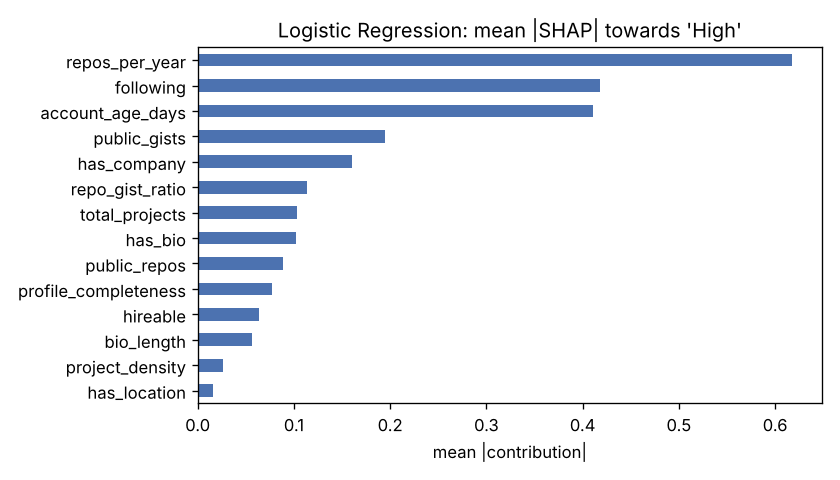 Logistic Regression: mean |SHAP| towards 'High'
repos_per_year
following
account_age_days
public_gists
has_company
repo_gist_ratio
total_projects
has_bio
public_repos
profile_completeness
hireable
bio_length
project_density
has_location
0.0 0.1 0.2 0.3 0.4 0.5 0.6
mean |contribution|